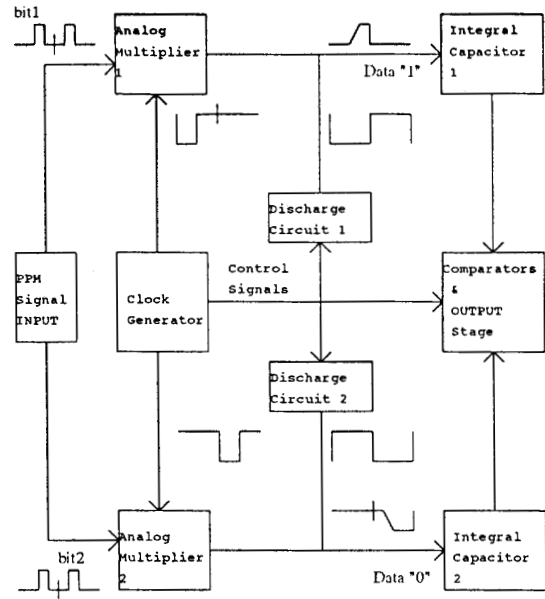 bit1
Analog
Multiplier
1
Data "1"
Integral
Capacitor
1
Discharge
Circuit 1
PPM
Signal
INPUT
Clock
Generator
Control
Signals
Comparators
&
OUTPUT
Stage
Discharge
Circuit 2
bit2
Analog
Multiplier
2
Data "0"
Integral
Capacitor
2